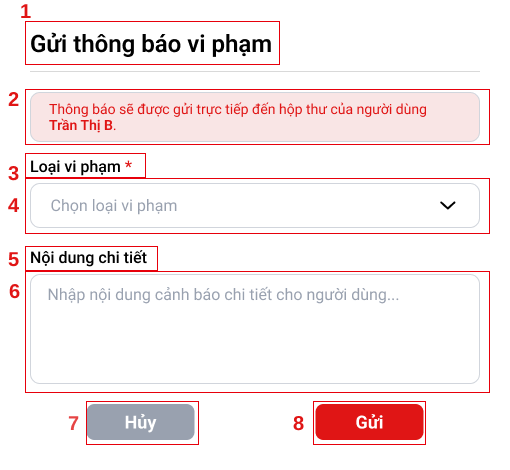 1
Gửi thông báo vi phạm
2
Thông báo sẽ được gửi trực tiếp đến hộp thư của người dùng
Trần Thị B.
3 Loại vi phạm *
4 Chọn loại vi phạm
5 Nội dung chi tiết
6 Nhập nội dung cảnh báo chi tiết cho người dùng...
7 Hủy 8 Gửi